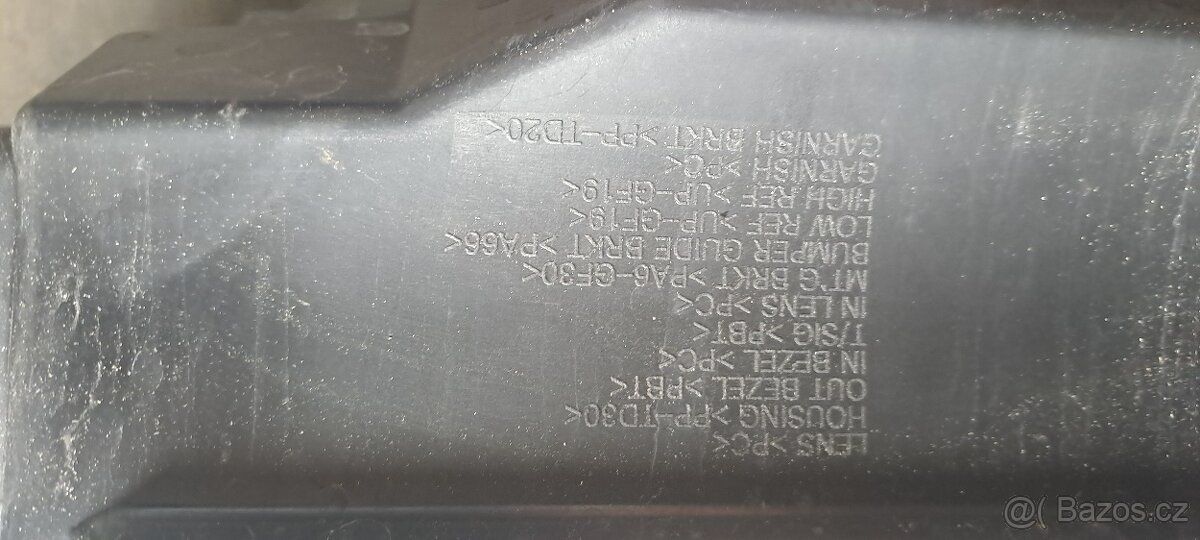 LENS >PC<
HOUSING >PP-TD30<
OUT BEZEL >PBT<
IN BEZEL >PC<
T/SIG >PBT<
IN LENS >PC<
MT'G BRKT >PA6-GF30<
BUMPER GUIDE BRKT >PA66<
LOW REF >UP-GF19<
HIGH REF >UP-GF19<
GARNISH >PC<
GARNISH BRKT >PP-TD20<
@( Bazos.cz